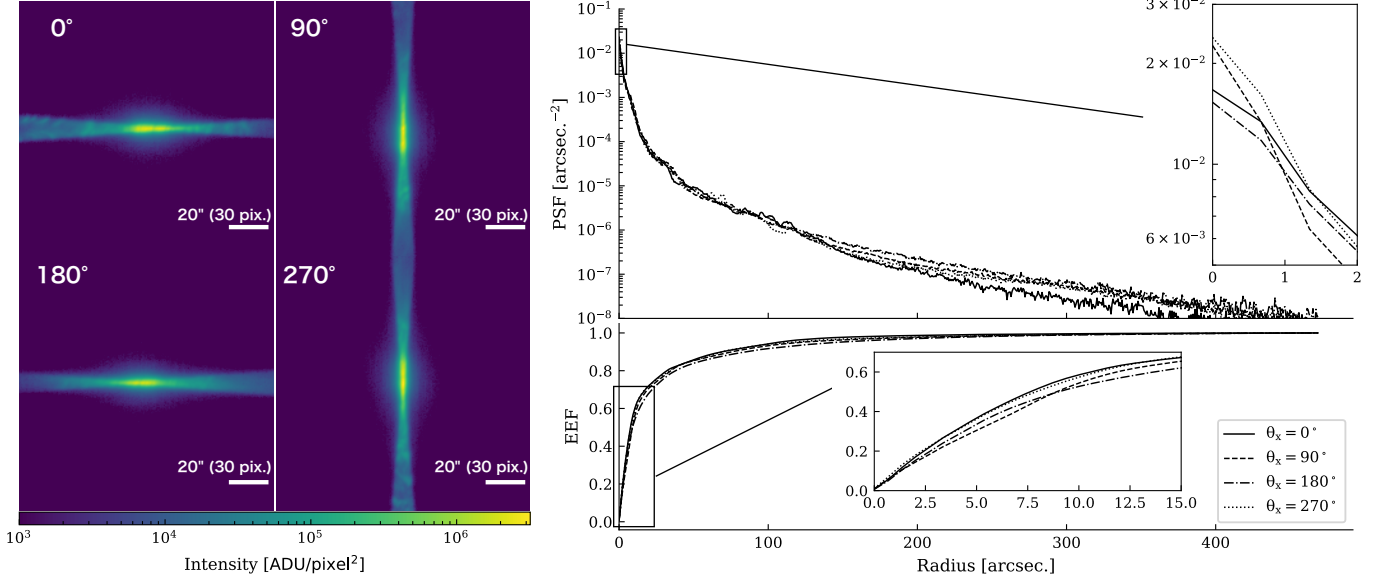 0°
90°
20" (30 pix.)
20" (30 pix.)
180°
270°
20" (30 pix.)
20" (30 pix.)
10³ 10⁴ 10⁵ 10⁶
Intensity [ADU/pixel²]
10⁻¹
10⁻²
10⁻³
10⁻⁴
10⁻⁵
10⁻⁶
10⁻⁷
10⁻⁸
PSF [arcsec.⁻²]
2 × 10⁻²
10⁻²
6 × 10⁻³
0 1 2
1.0
0.8
0.6
0.4
0.2
0.0
EEF
0.6
0.4
0.2
0.0
0.0 2.5 5.0 7.5 10.0 12.5 15.0
θₓ = 0°
θₓ = 90°
θₓ = 180°
θₓ = 270°
0 100 200 300 400
Radius [arcsec.]